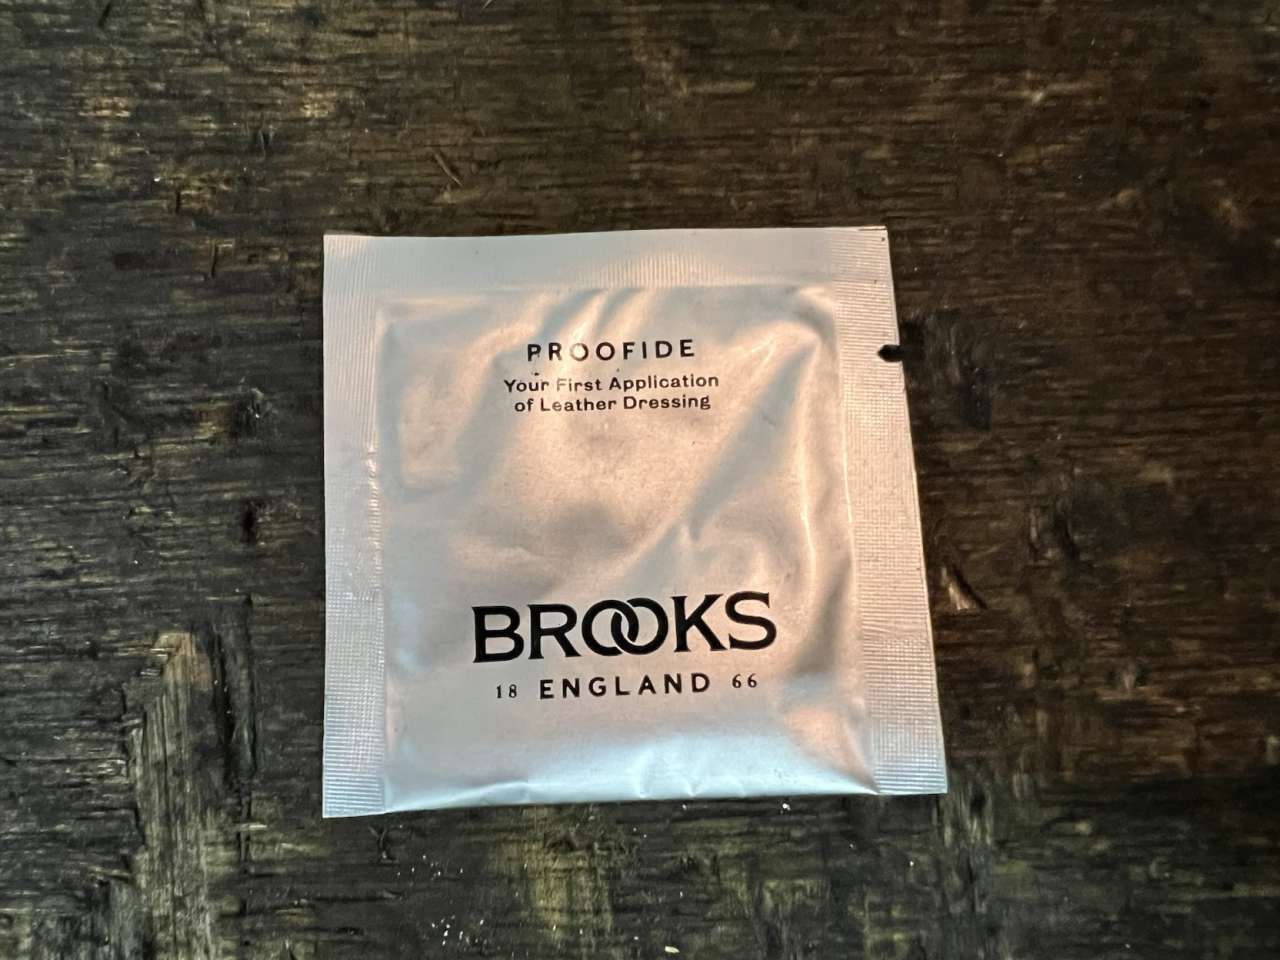 PROOFIDE
Your First Application
of Leather Dressing
BROOKS
18 ENGLAND 66